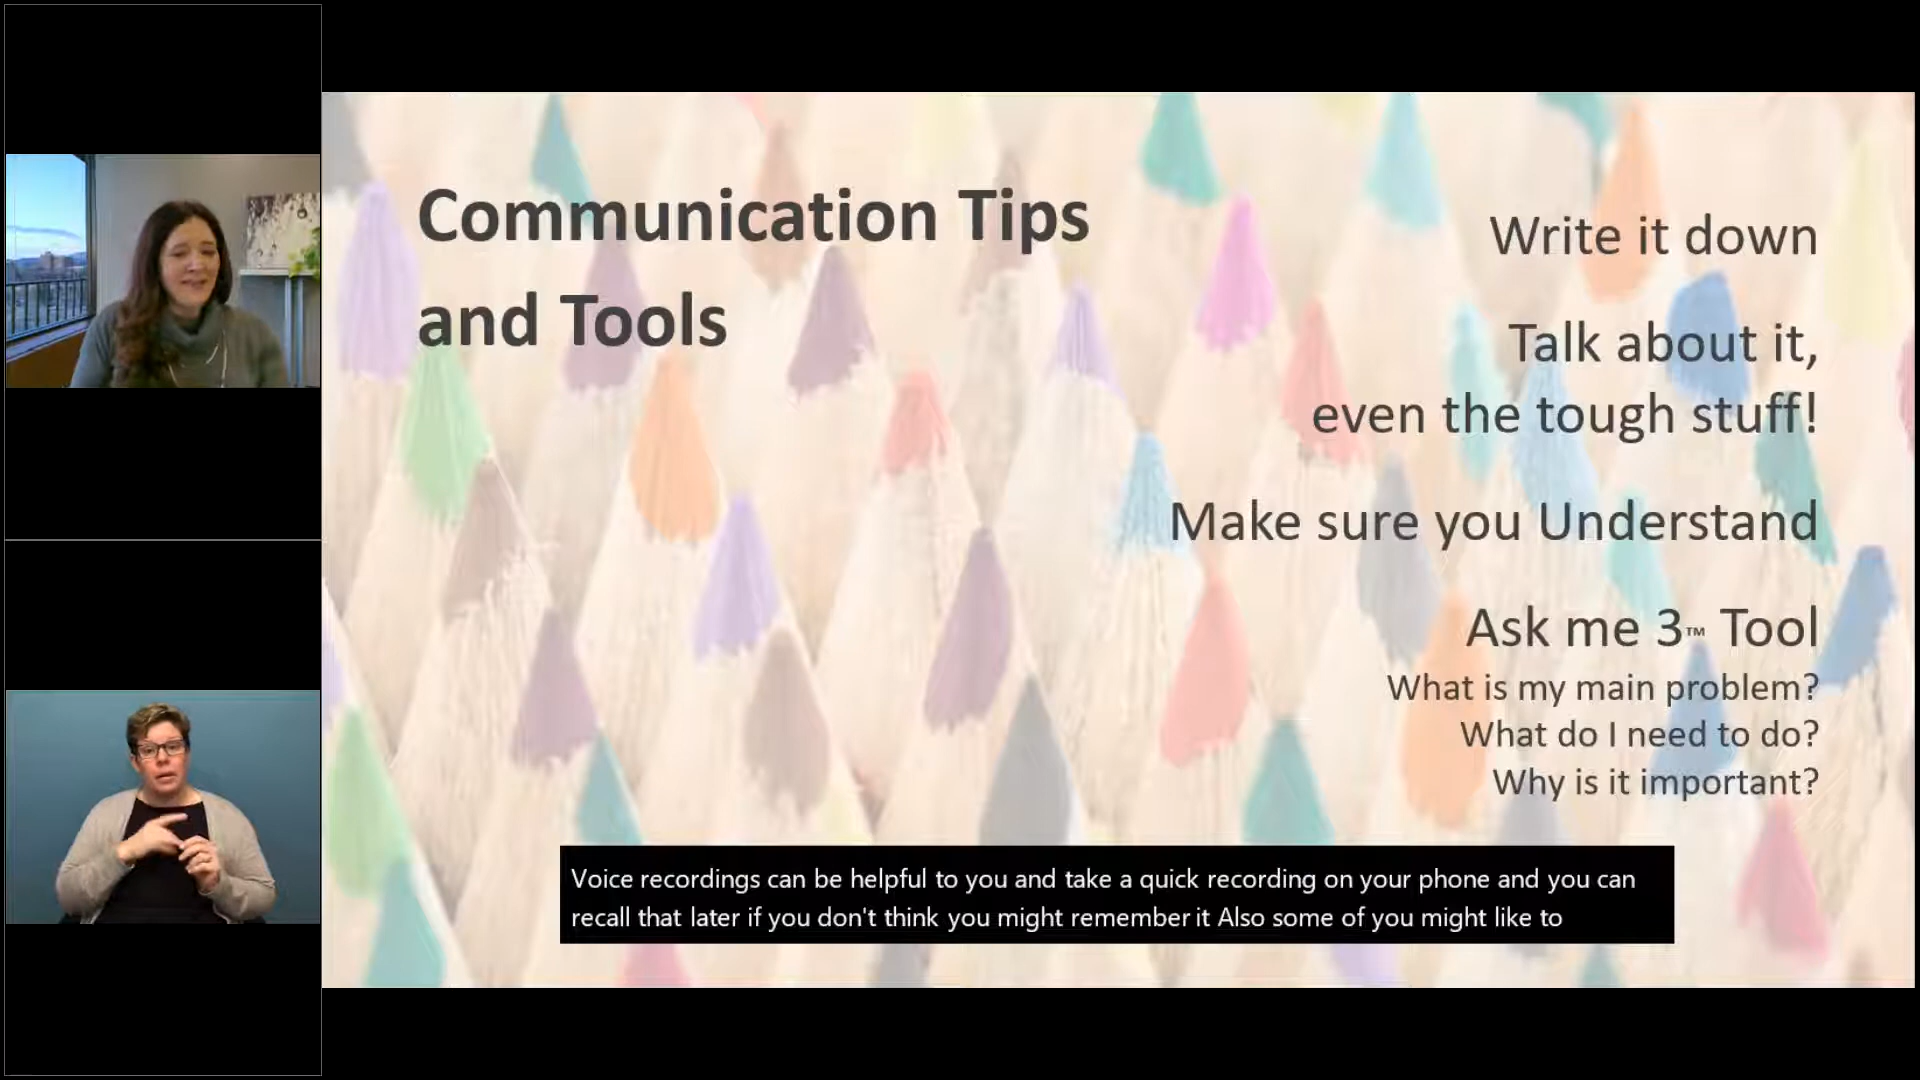 Communication Tips
and Tools
Write it down
Talk about it,
even the tough stuff!
Make sure you Understand
Ask me 3™ Tool
What is my main problem?
What do I need to do?
Why is it important?
Voice recordings can be helpful to you and take a quick recording on your phone and you can
recall that later if you don't think you might remember it Also some of you might like to